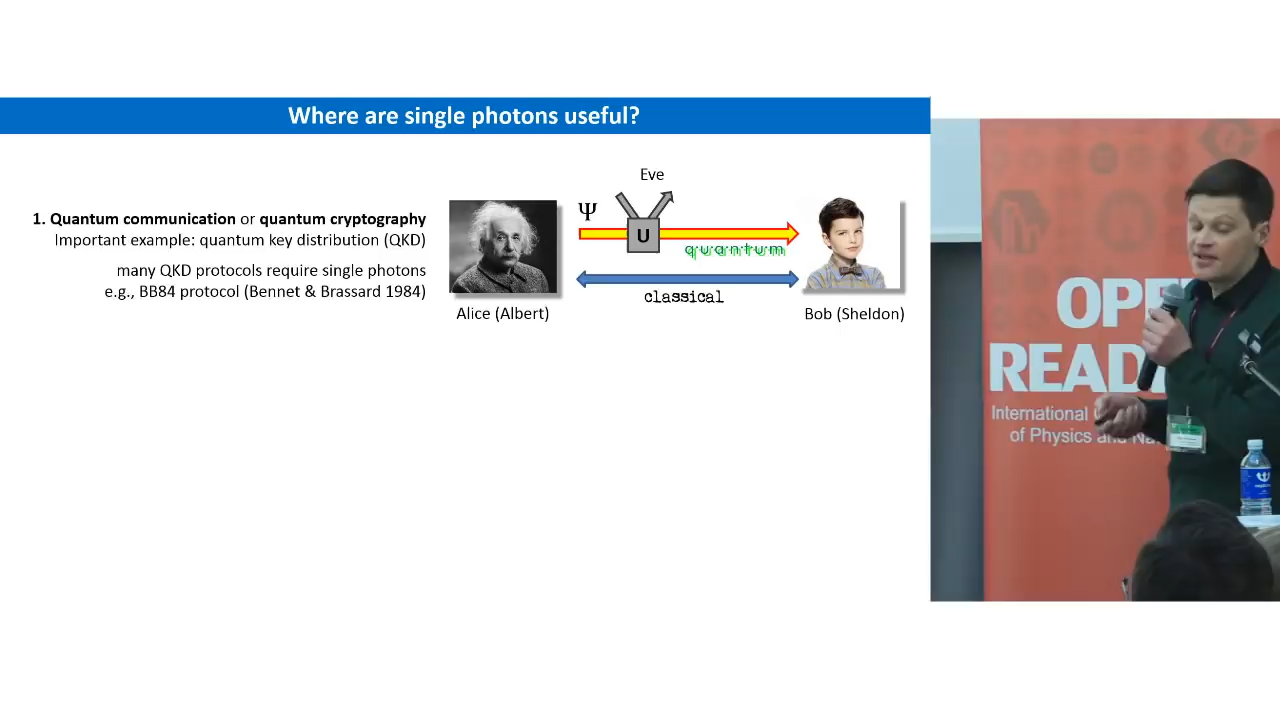 Where are single photons useful?
1. Quantum communication or quantum cryptography
Important example: quantum key distribution (QKD)
many QKD protocols require single photons
e.g., BB84 protocol (Bennet & Brassard 1984)
Eve
Ψ
U
quantum
classical
Alice (Albert)
Bob (Sheldon)
OPE
READ
International
of Physics and Na